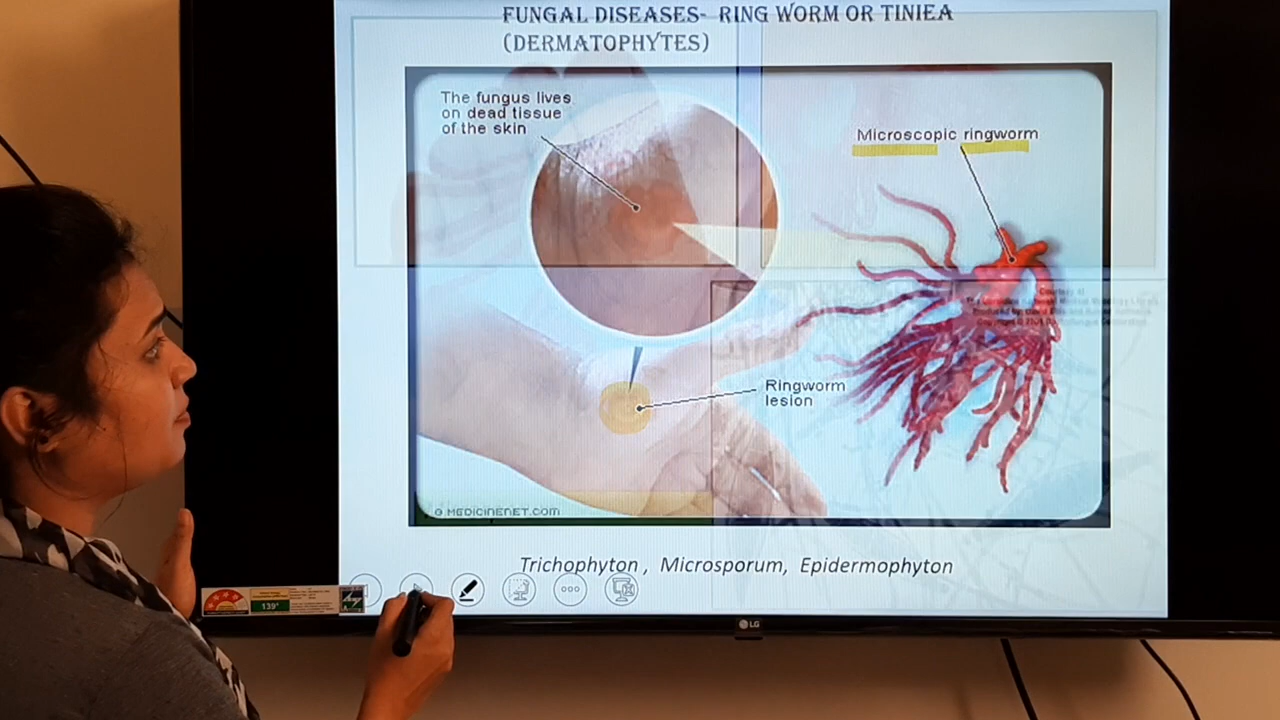 FUNGAL DISEASES- RING WORM OR TINIEA
(DERMATOPHYTES)
The fungus lives
on dead tissue
of the skin
Microscopic ringworm
Ringworm
lesion
© MEDICINENET.COM
Trichophyton , Microsporum, Epidermophyton
139*
LG